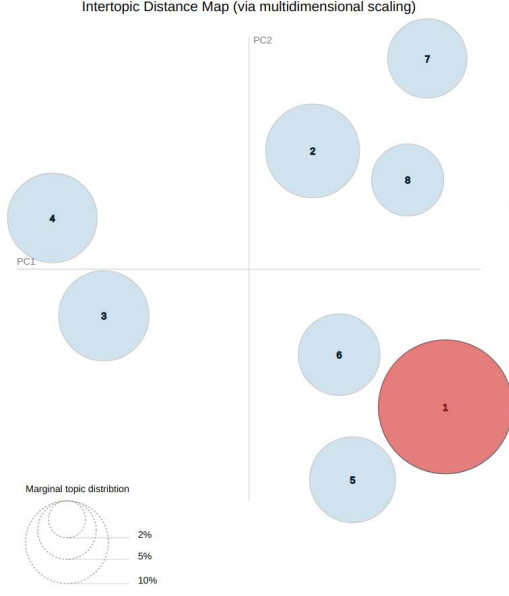 Intertopic Distance Map (via multidimensional scaling)
PC2
7
2
8
4
PC1
3
6
1
5
Marginal topic distribtion
2%
5%
10%